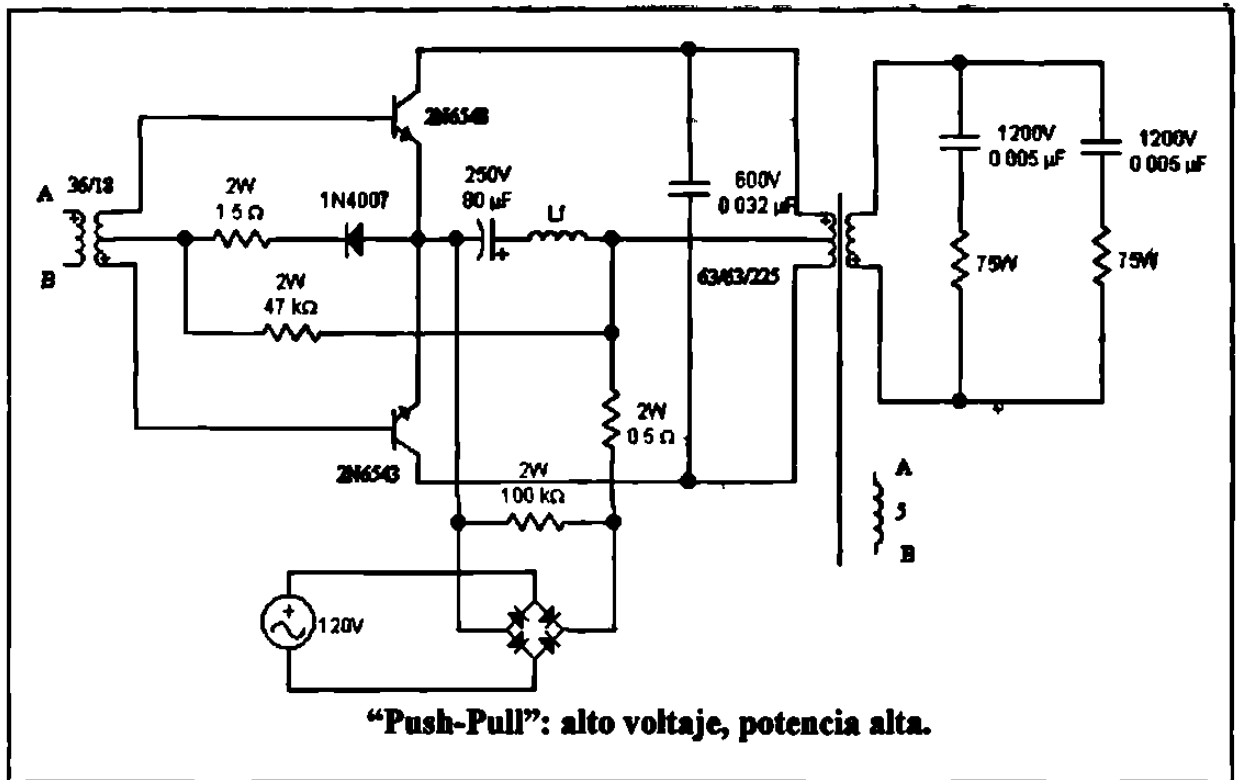 2N6543
36/18
A
B
2W
1 5 Ω
1N4007
250V
80 µF
+
Lf
600V
0 032 µF
63/63/225
1200V
0 005 µF
1200V
0 005 µF
75W
75W
2W
47 kΩ
2W
0 5 Ω
2N6543
2W
100 kΩ
A
5
B
120V
“Push-Pull”: alto voltaje, potencia alta.